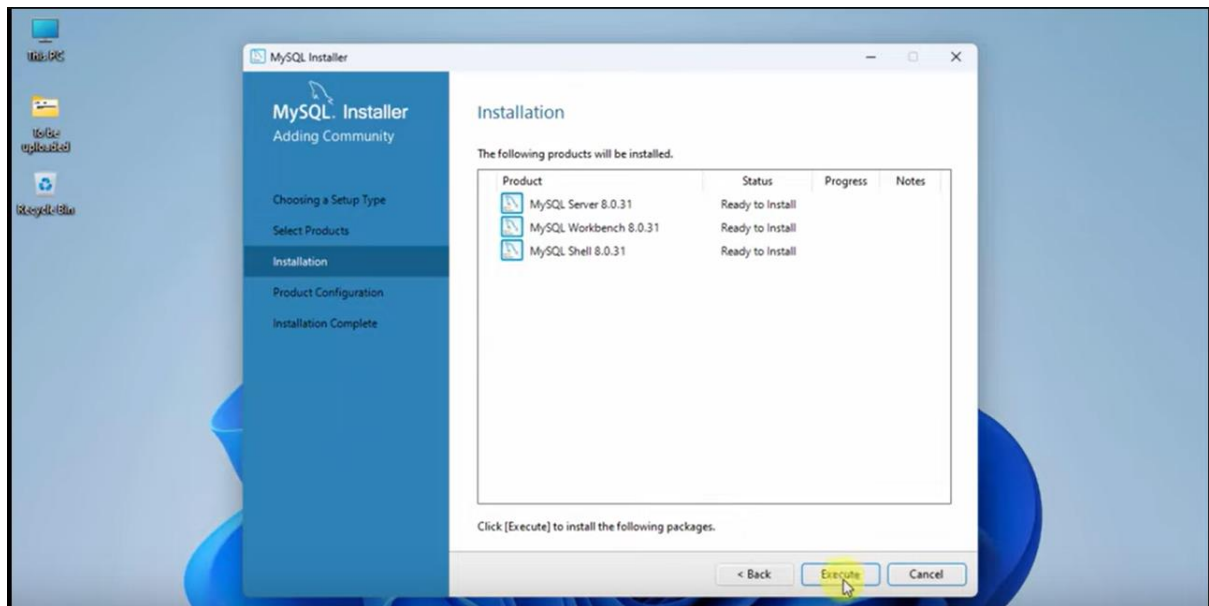 This PC
To Be
uploaded
Recycle Bin
MySQL Installer
MySQL. Installer
Adding Community
Choosing a Setup Type
Select Products
Installation
Product Configuration
Installation Complete
Installation
The following products will be installed.
Product Status Progress Notes
MySQL Server 8.0.31 Ready to Install
MySQL Workbench 8.0.31 Ready to Install
MySQL Shell 8.0.31 Ready to Install
Click [Execute] to install the following packages.
< Back Execute Cancel